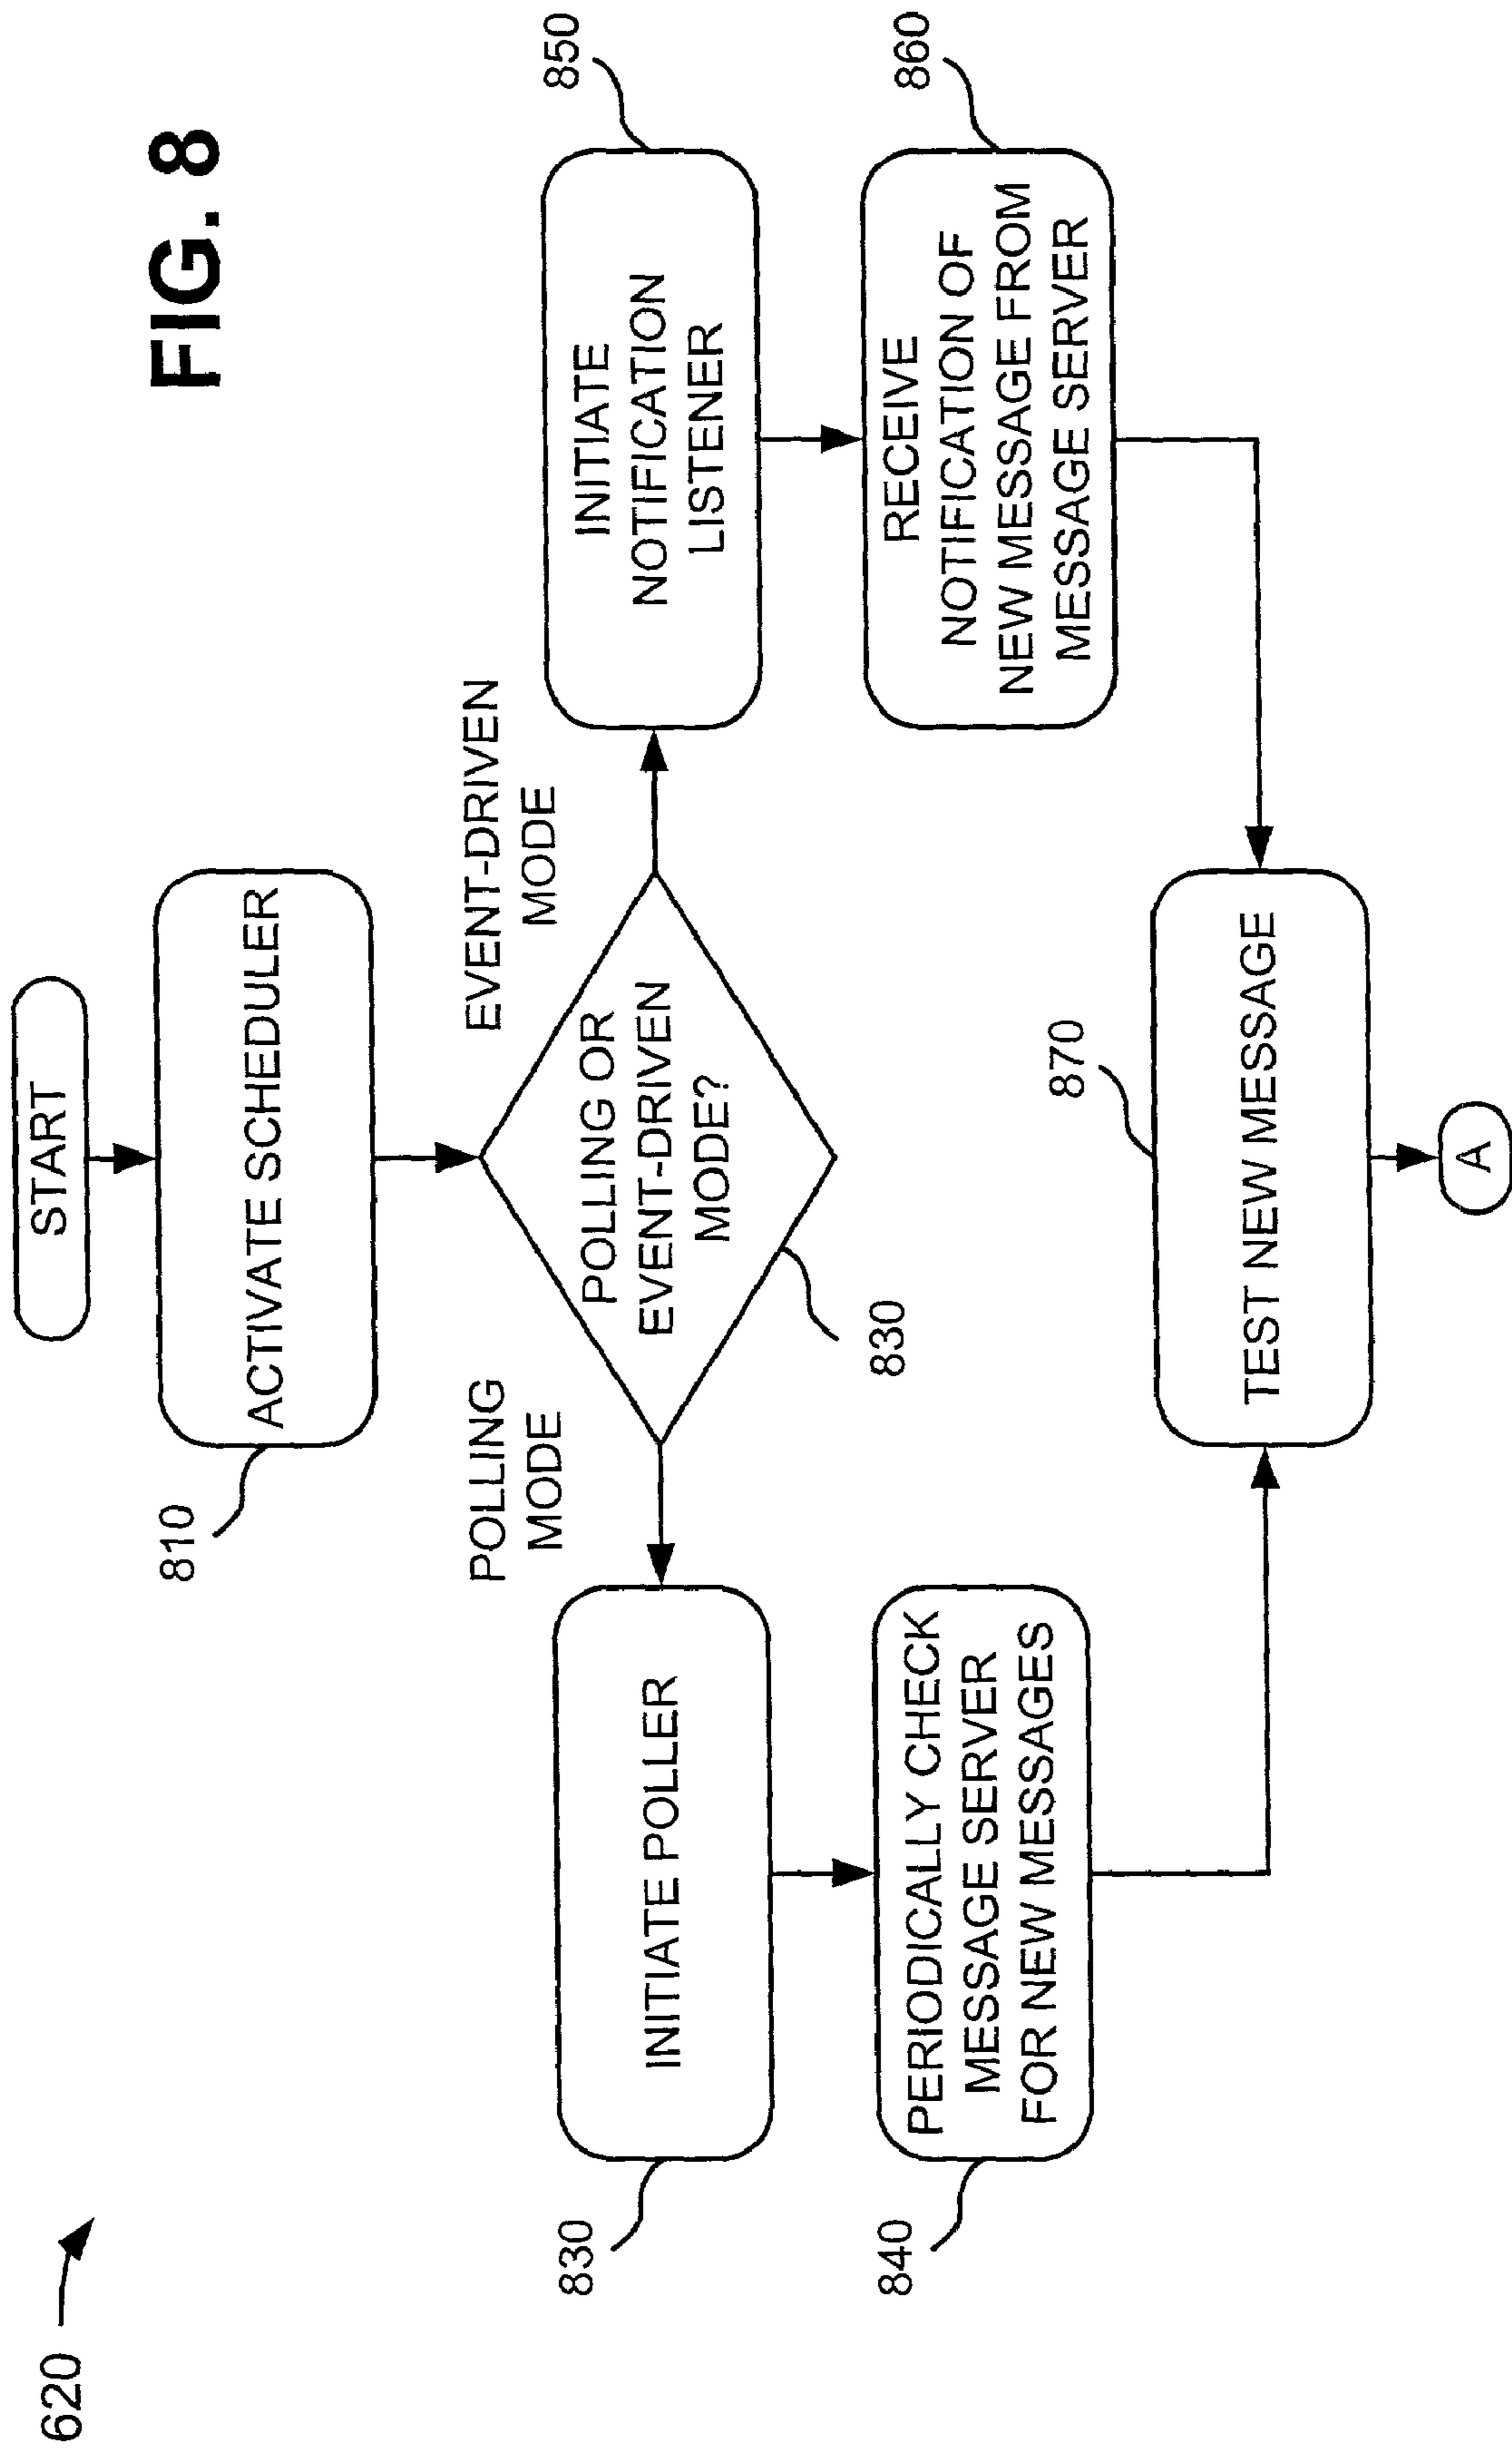 620
FIG. 8
START
810
ACTIVATE SCHEDULER
POLLING
MODE
EVENT-DRIVEN
MODE
POLLING OR
EVENT-DRIVEN
MODE?
830
830
INITIATE POLLER
850
INITIATE
NOTIFICATION
LISTENER
840
PERIODICALLY CHECK
MESSAGE SERVER
FOR NEW MESSAGES
860
RECEIVE
NOTIFICATION OF
NEW MESSAGE FROM
MESSAGE SERVER
870
TEST NEW MESSAGE
A